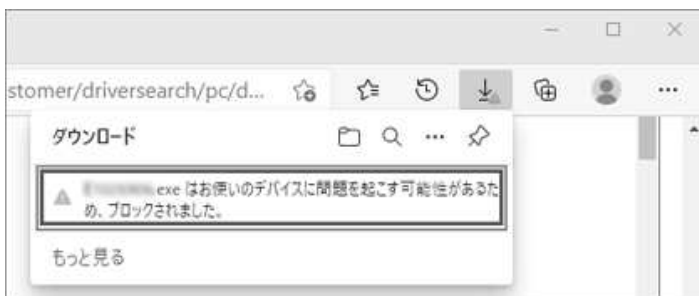 stomer/driversearch/pc/d...
ダウンロード
.exe はお使いのデバイスに問題を起こす可能性があるた
め、ブロックされました。
もっと見る